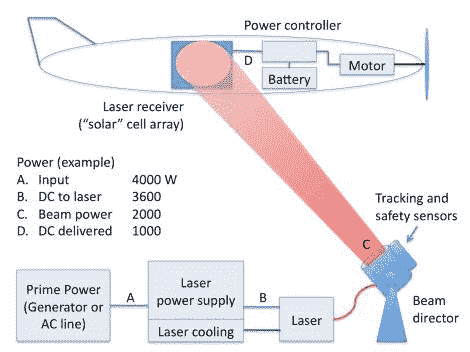 Power controller
D
Battery
Motor
Laser receiver
(“solar” cell array)
Power (example)
A. Input 4000 W
B. DC to laser 3600
C. Beam power 2000
D. DC delivered 1000
Tracking and
safety sensors
C
Prime Power
(Generator or
AC line)
A
Laser
power supply
Laser cooling
B
Laser
Beam
director